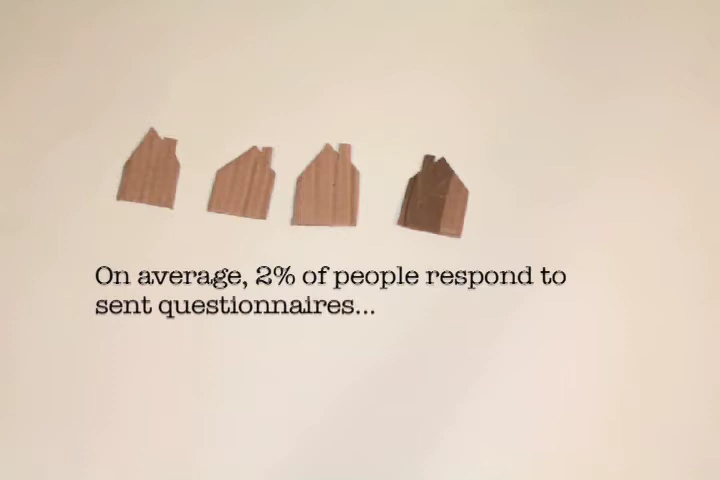 On average, 2% of people respond to
sent questionnaires...